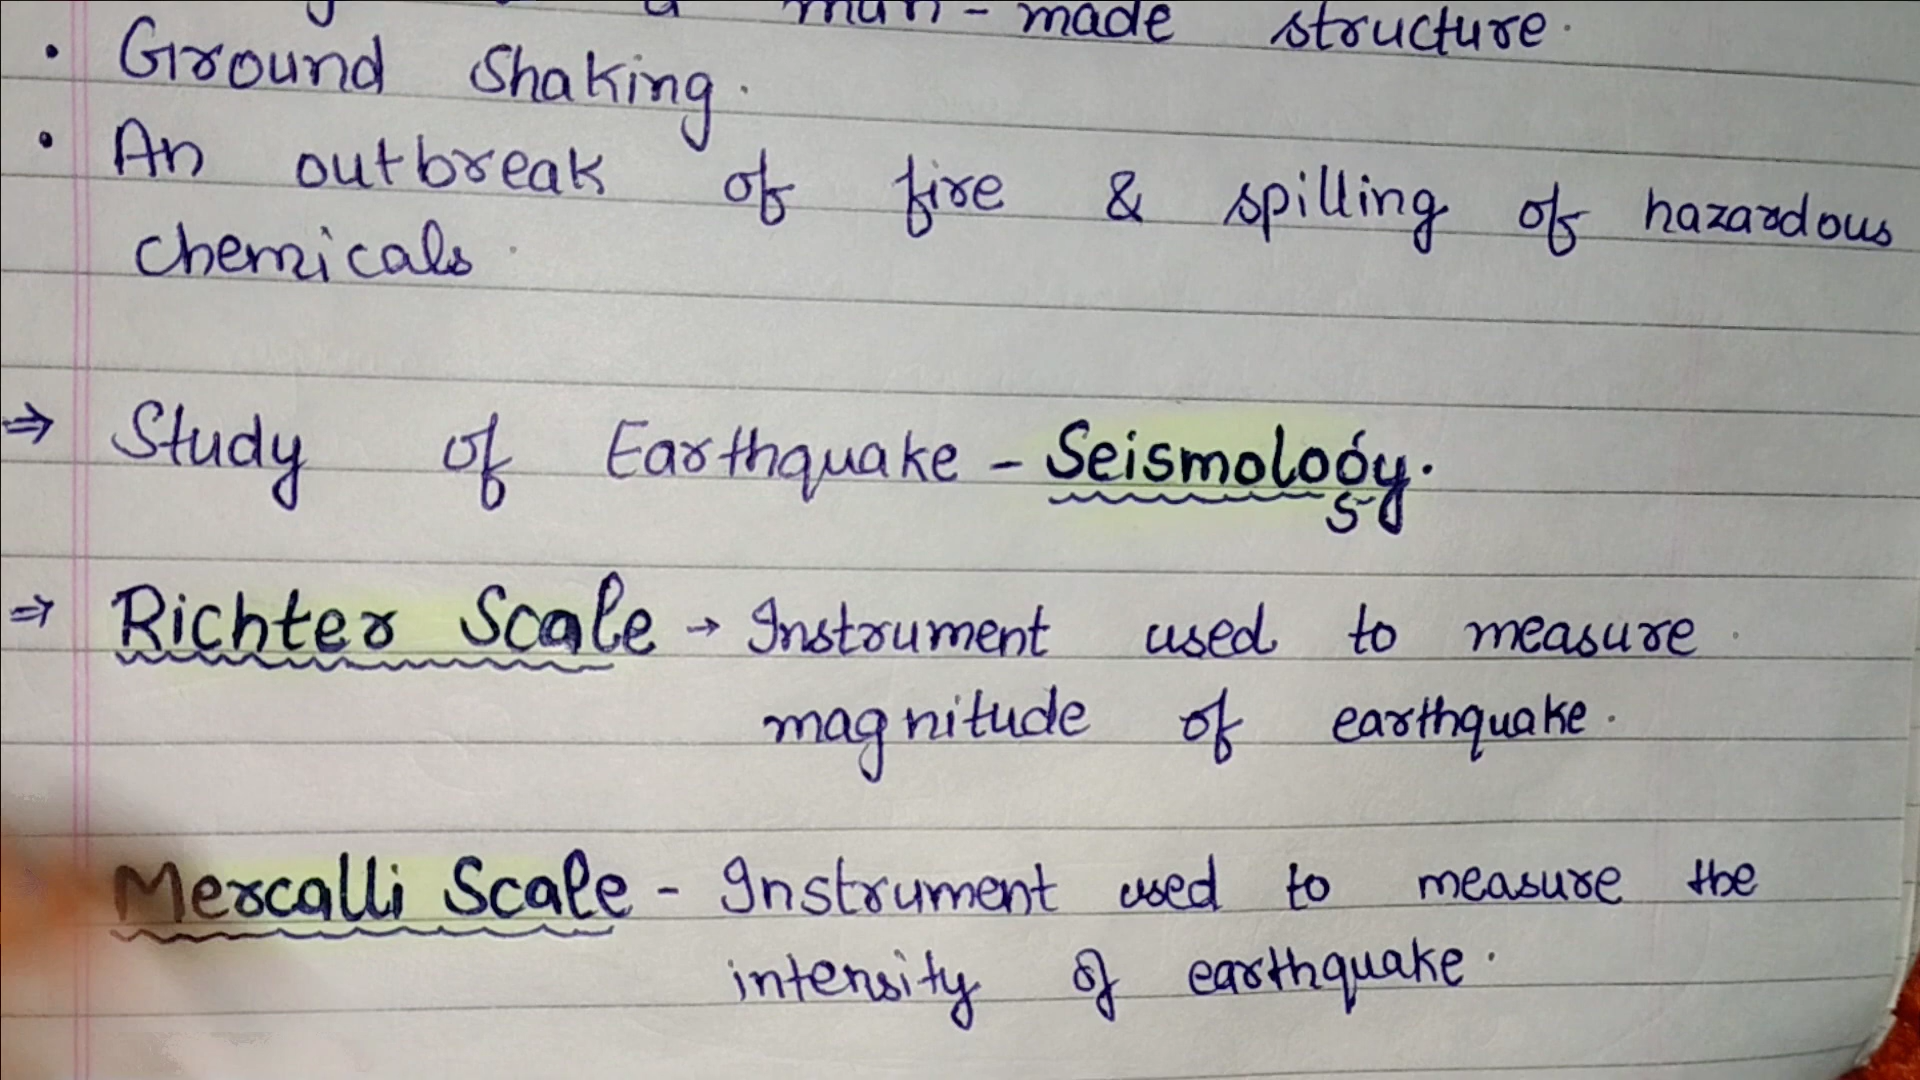 man-made structure.
• Ground Shaking.
• An outbreak of fire & spilling of hazardous
chemicals.
⇒ Study of Earthquake - Seismology.
⇒ Richter Scale → Instrument used to measure
magnitude of earthquake.
Mercalli Scale - Instrument used to measure the
intensity of earthquake.